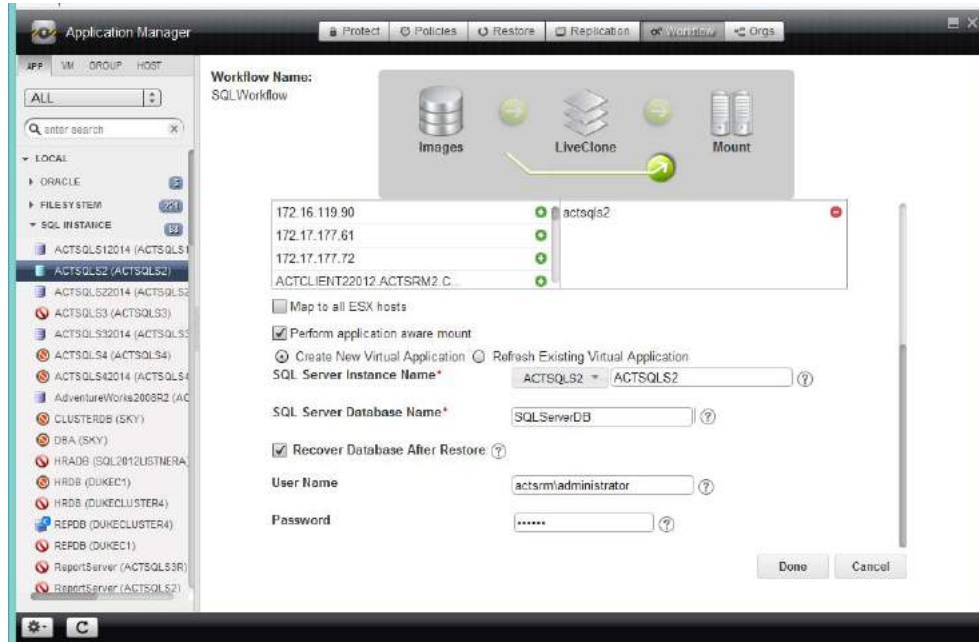 Application Manager
Protect
Policies
Restore
Replication
Workflow
Orgs
APP VM GROUP HOST
ALL
enter search
LOCAL
ORACLE
FILESYSTEM
SQL INSTANCE
ACTSQLS12014 (ACTSQLS1
ACTSQLS2 (ACTSQLS2)
ACTSQLS22014 (ACTSQLS2
ACTSQLS3 (ACTSQLS3)
ACTSQLS32014 (ACTSQLS3
ACTSQLS4 (ACTSQLS4)
ACTSQLS42014 (ACTSQLS4
AdventureWorks2008R2 (AC
CLUSTERDB (SKY)
DBA (SKY)
HRADB (SQL2012LISTNERA
HRDB (DUKEC1)
HRDB (DUKECLUSTER4)
REPDB (DUKECLUSTER4)
REPDB (DUKEC1)
ReportServer (ACTSQLS3R)
ReportServer (ACTSQLS2)
Workflow Name:
SQLWorkflow
Images
LiveClone
Mount
172.16.119.90
172.17.177.61
172.17.177.72
ACTCLIENT22012.ACTSRM2.C...
actsqls2
Map to all ESX hosts
Perform application aware mount
Create New Virtual Application
Refresh Existing Virtual Application
SQL Server Instance Name*
ACTSQLS2
ACTSQLS2
SQL Server Database Name*
SQLServerDB
Recover Database After Restore
User Name
actsrm\administrator
Password
Done
Cancel